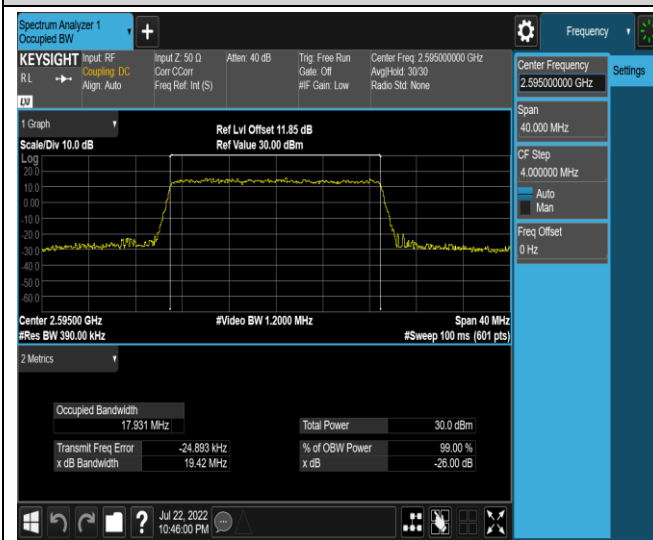 Spectrum Analyzer 1
Occupied BW
Frequency
KEYSIGHT
R L
LXI
Input: RF
Coupling: DC
Align: Auto
Input Z: 50 Ω
Corr CCorr
Freq Ref: Int (S)
Atten: 40 dB
Trig: Free Run
Gate: Off
#IF Gain: Low
Center Freq: 2.595000000 GHz
Avg|Hold: 30/30
Radio Std: None
Center Frequency
2.595000000 GHz
Settings
Span
40.000 MHz
CF Step
4.000000 MHz
Auto
Man
Freq Offset
0 Hz
1 Graph
Scale/Div 10.0 dB
Ref Lvl Offset 11.85 dB
Ref Value 30.00 dBm
Log
20.0
10.0
0.00
-10.0
-20.0
-30.0
-40.0
-50.0
-60.0
Center 2.59500 GHz
#Video BW 1.2000 MHz
Span 40 MHz
#Res BW 390.00 kHz
#Sweep 100 ms (601 pts)
2 Metrics
Occupied Bandwidth
17.931 MHz
Total Power 30.0 dBm
Transmit Freq Error -24.893 kHz
% of OBW Power 99.00 %
x dB Bandwidth 19.42 MHz
x dB -26.00 dB
?
Jul 22, 2022
10:46:00 PM